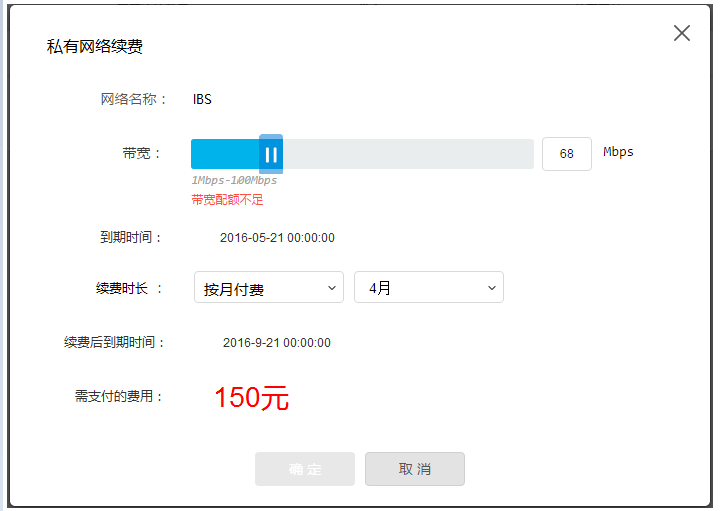 私有网络续费
网络名称： IBS
带宽： 68 Mbps
1Mbps-100Mbps
带宽配额不足
到期时间： 2016-05-21 00:00:00
续费时长 ： 按月付费 4月
续费后到期时间： 2016-9-21 00:00:00
需支付的费用： 150元
确 定 取 消